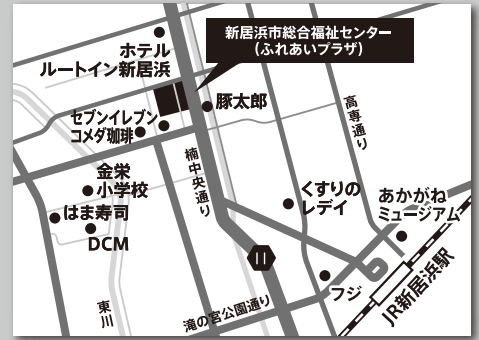 新居浜市総合福祉センター
(ふれあいプラザ)
ホテル
ルートイン新居浜
豚太郎
セブンイレブン
コメダ珈琲
高専通り
楠中央通り
金栄
小学校
はま寿司
DCM
くすりの
レデイ
あかがね
ミュージアム
11
フジ
JR新居浜駅
東川
滝の宮公園通り